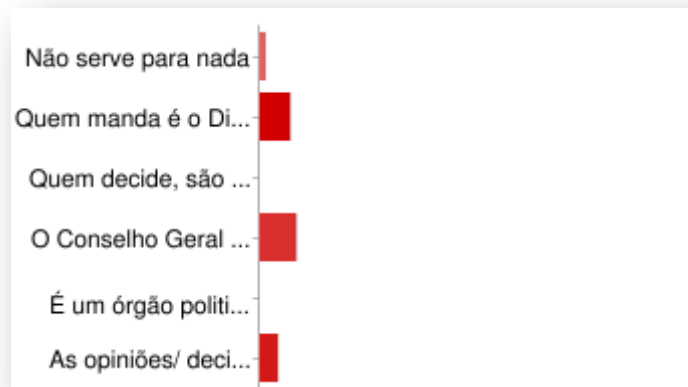 Não serve para nada
Quem manda é o Di...
Quem decide, são ...
O Conselho Geral ...
É um órgão politi...
As opiniões/ deci...